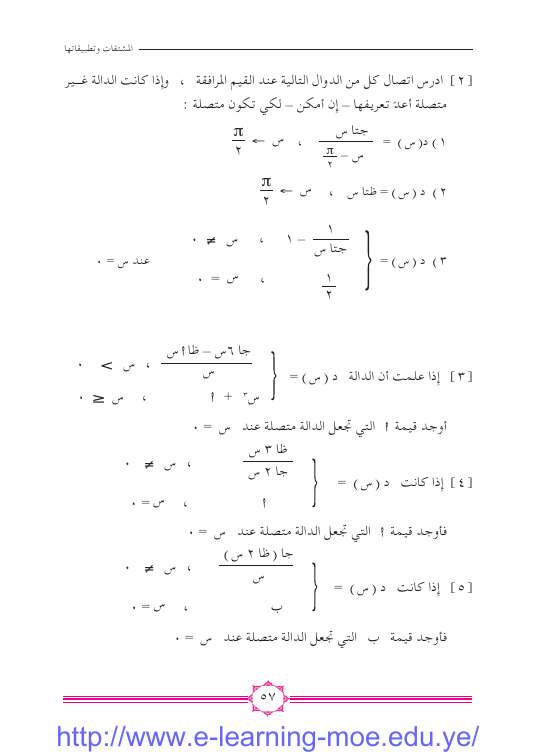 المشتقات وتطبيقاتها
[ ٢ ] ادرس اتصال كل من الدوال التالية عند القيم المرافقة ، وإذا كانت الدالة غـير
متصلة أعد تعريفها – إن أمكن – لكي تكون متصلة :
١) د(س) = جتا س / (س – π/٢) ، س ← π/٢
٢) د (س) = ظتا س ، س ← π/٢
٣) د (س) = { ١/جتا س – ١ ، س ≠ ٠ عند س = ٠
١/٢ ، س = ٠
[ ٣ ] إذا علمت أن الدالة د (س) = { (جا ٦س – ظا أس) / س ، س > ٠
س٣ + أ ، س ≤ ٠
أوجد قيمة أ التي تجعل الدالة متصلة عند س = ٠
[ ٤ ] إذا كانت د (س) = { ظا ٣ س / جا ٢ س ، س ≠ ٠
أ ، س = ٠
فأوجد قيمة أ التي تجعل الدالة متصلة عند س = ٠
[ ٥ ] إذا كانت د (س) = { جا (ظا ٢ س) / س ، س ≠ ٠
ب ، س = ٠
فأوجد قيمة ب التي تجعل الدالة متصلة عند س = ٠
٥٧
http://www.e-learning-moe.edu.ye/